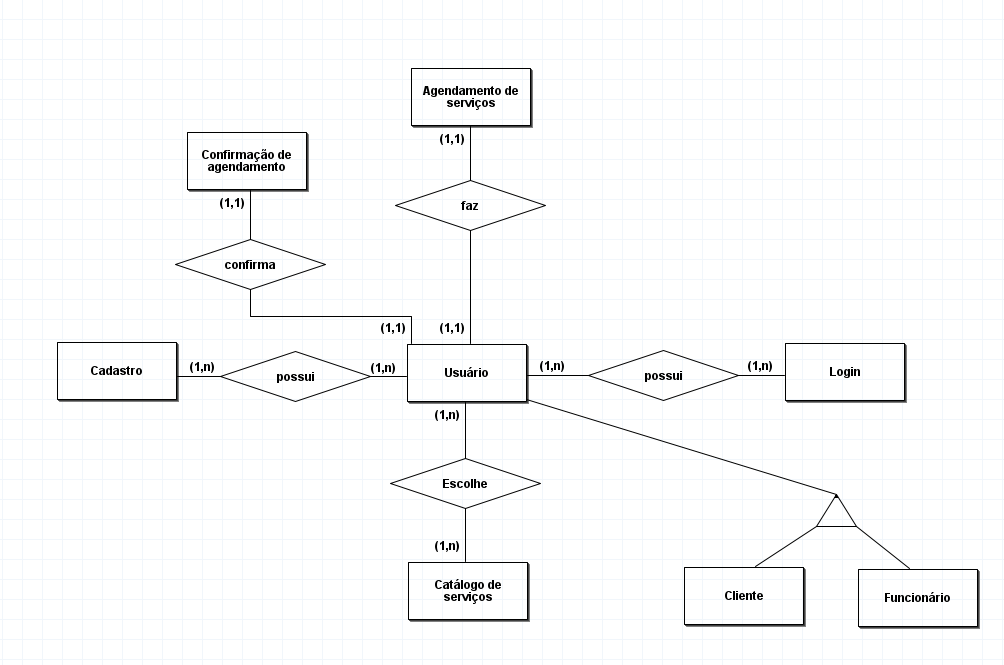 Agendamento de
serviços
(1,1)
Confirmação de
agendamento
(1,1)
faz
confirma
(1,1)
(1,1)
Cadastro
(1,n)
possui
(1,n)
Usuário
(1,n)
possui
(1,n)
Login
(1,n)
Escolhe
(1,n)
Catálogo de
serviços
Cliente
Funcionário